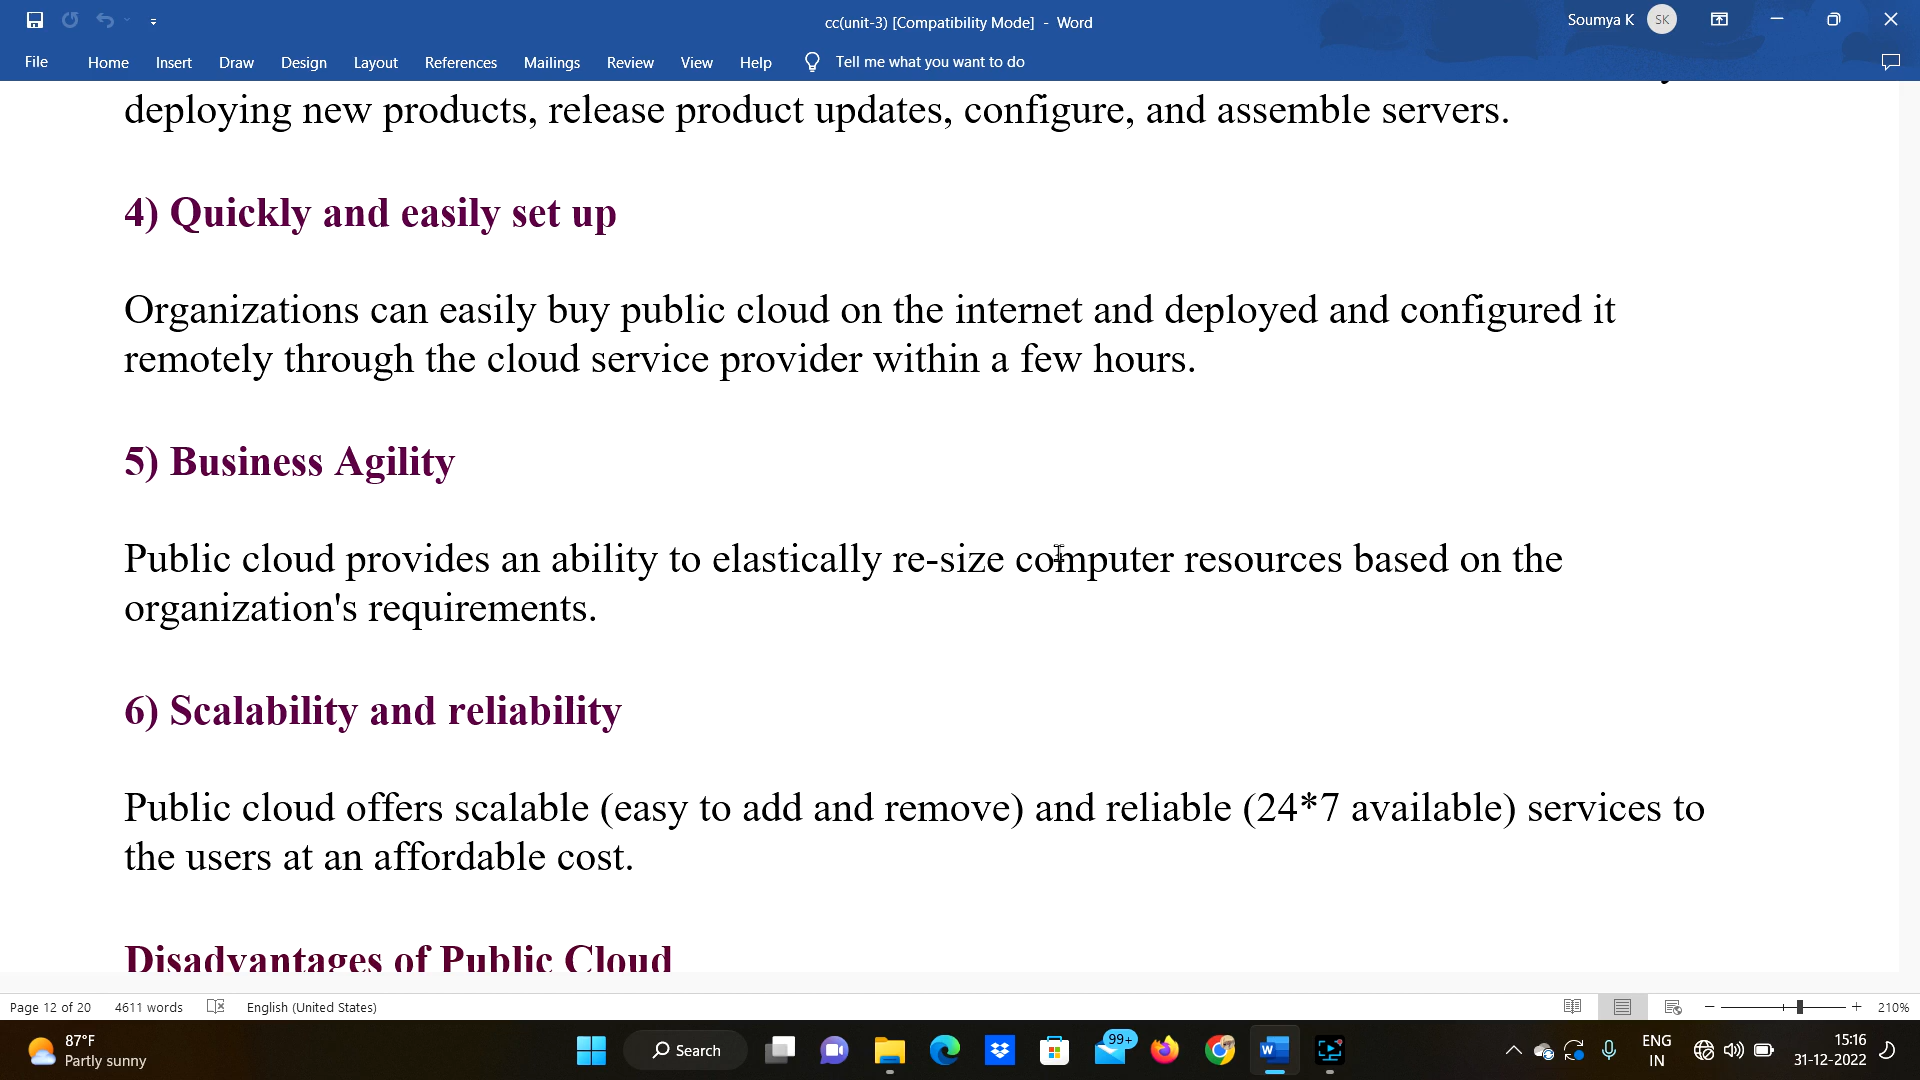 cc(unit-3) [Compatibility Mode] - Word
Soumya K
SK
File Home Insert Draw Design Layout References Mailings Review View Help Tell me what you want to do
deploying new products, release product updates, configure, and assemble servers.
4) Quickly and easily set up
Organizations can easily buy public cloud on the internet and deployed and configured it
remotely through the cloud service provider within a few hours.
5) Business Agility
Public cloud provides an ability to elastically re-size computer resources based on the
organization's requirements.
6) Scalability and reliability
Public cloud offers scalable (easy to add and remove) and reliable (24*7 available) services to
the users at an affordable cost.
Disadvantages of Public Cloud
Page 12 of 20 4611 words English (United States) 210%
87°F
Partly sunny
Search
99+
ENG
IN
15:16
31-12-2022